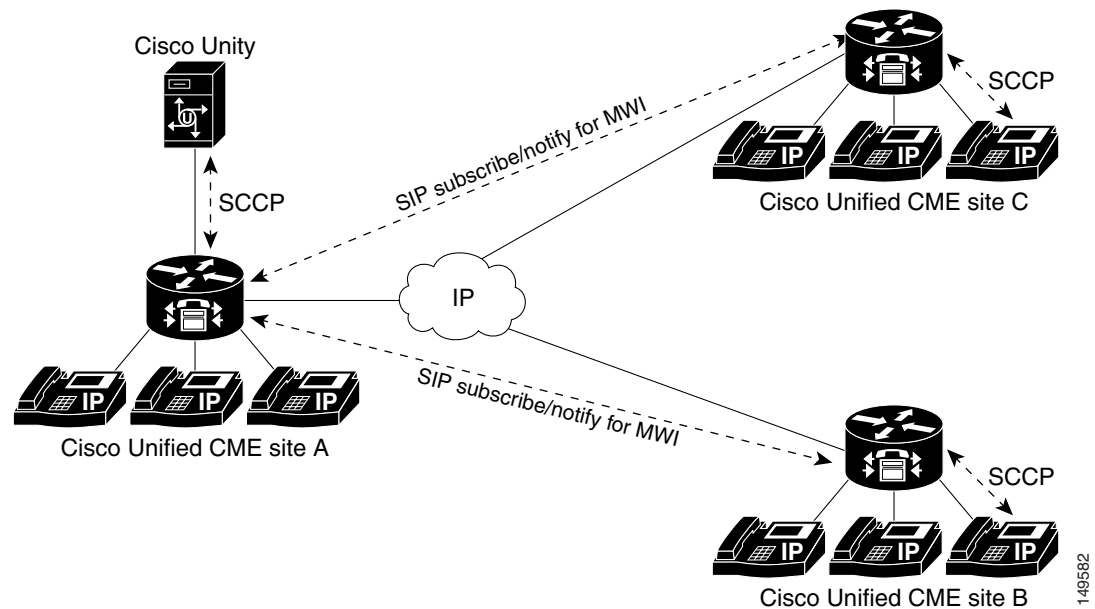 Cisco Unity
SCCP
SIP subscribe/notify for MWI
SCCP
IP IP IP
Cisco Unified CME site C
IP
IP IP IP
Cisco Unified CME site A
SIP subscribe/notify for MWI
SCCP
IP IP IP
Cisco Unified CME site B
149582
U